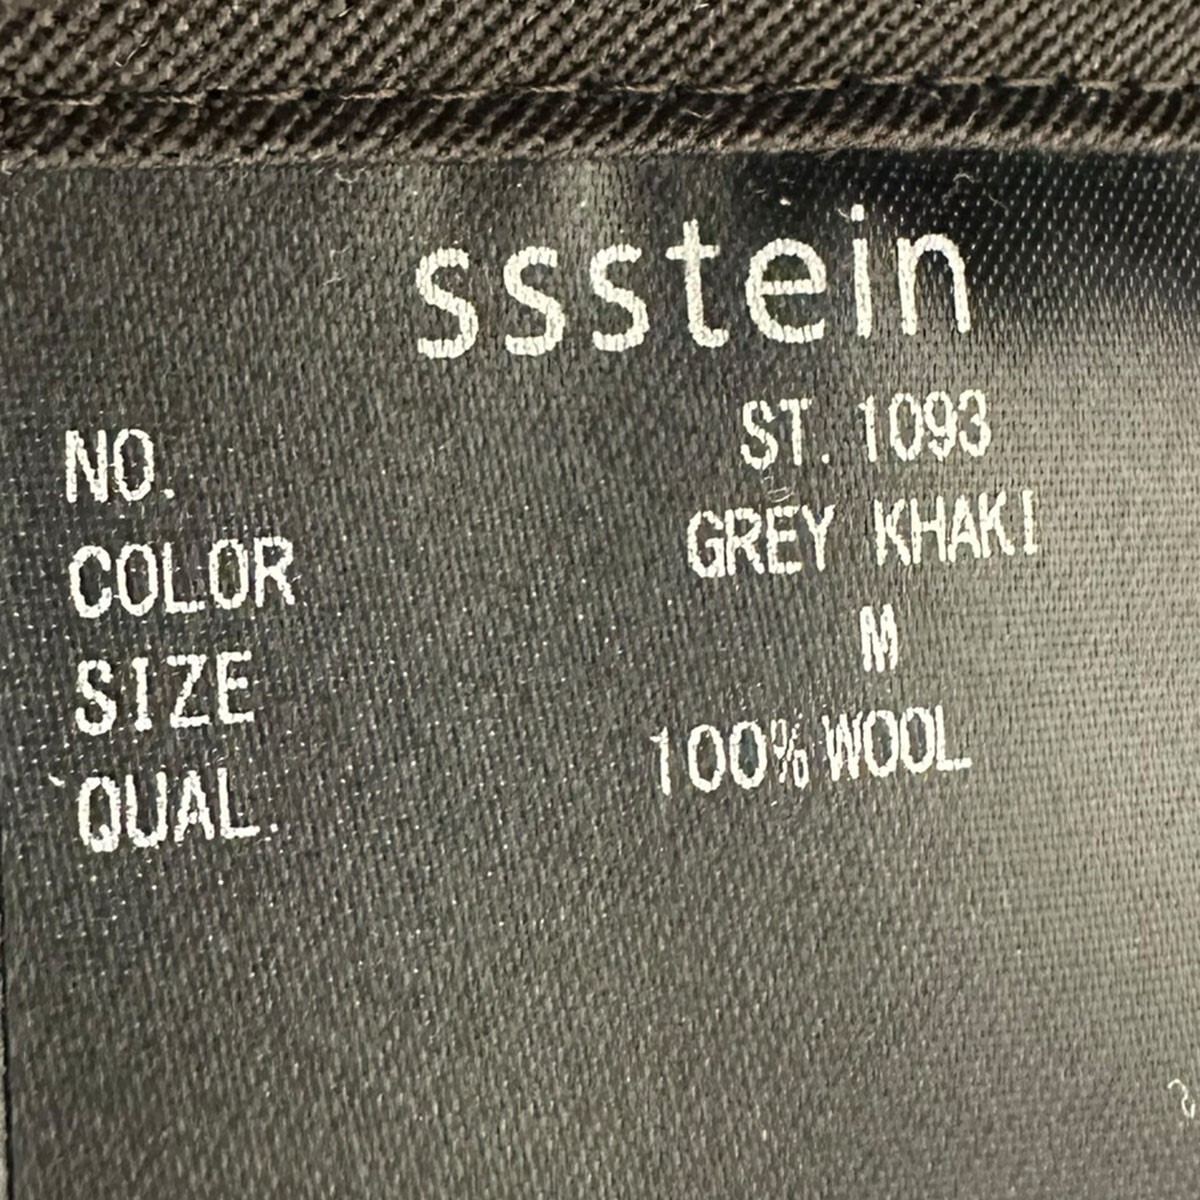 ssstein
NO. ST. 1093
COLOR GREY KHAKI
SIZE M
QUAL. 100% WOOL